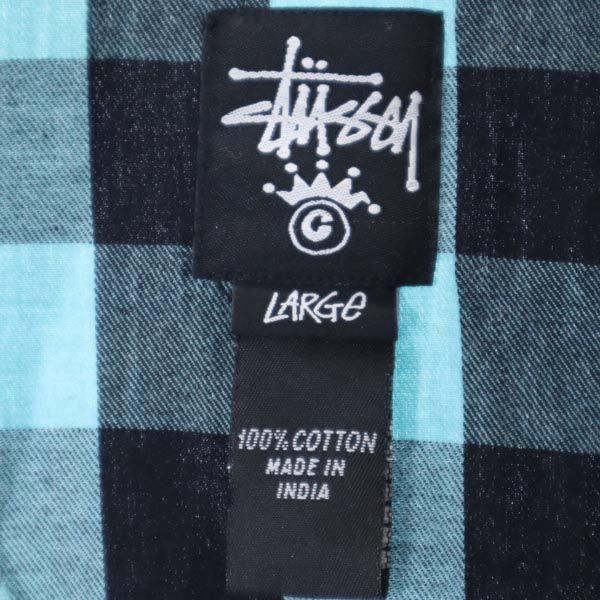 STÜSSY
©
LARGE
100% COTTON
MADE IN
INDIA